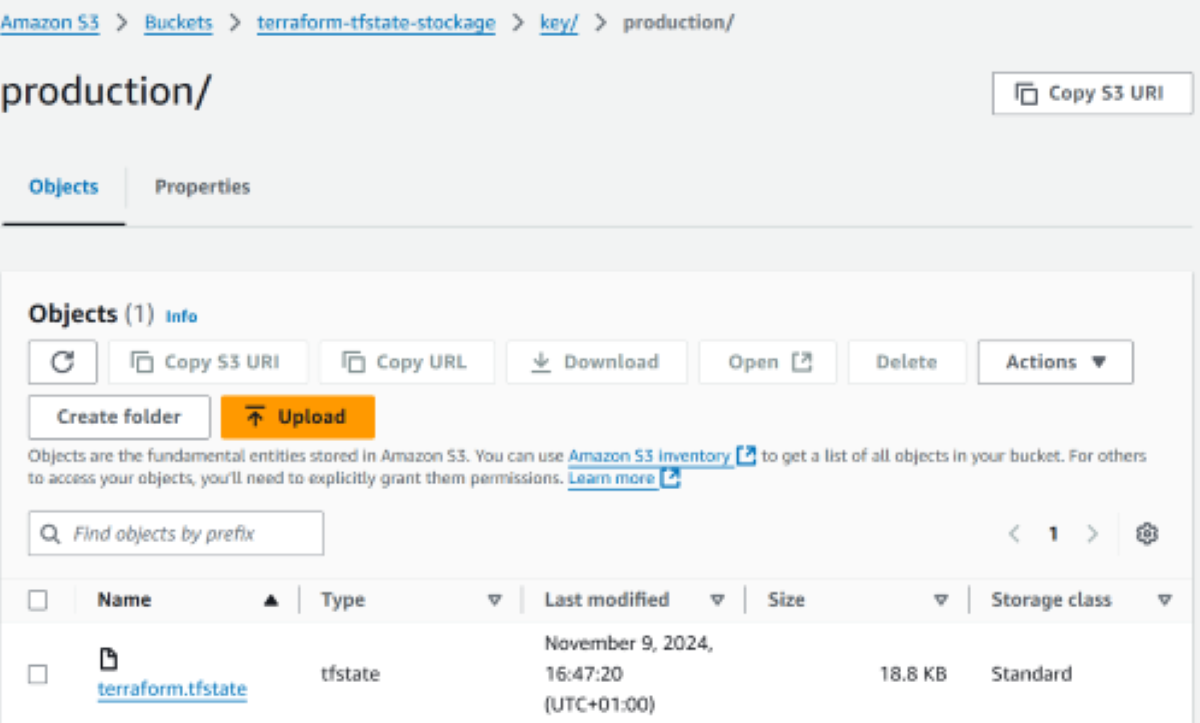 Amazon S3 > Buckets > terraform-tfstate-stockage > key/ > production/
production/
Copy S3 URI
Objects Properties
Objects (1) Info
Copy S3 URI Copy URL Download Open Delete Actions
Create folder Upload
Objects are the fundamental entities stored in Amazon S3. You can use Amazon S3 inventory to get a list of all objects in your bucket. For others
to access your objects, you'll need to explicitly grant them permissions. Learn more
Find objects by prefix
< 1 >
Name Type Last modified Size Storage class
November 9, 2024,
terraform.tfstate tfstate 16:47:20 18.8 KB Standard
(UTC+01:00)